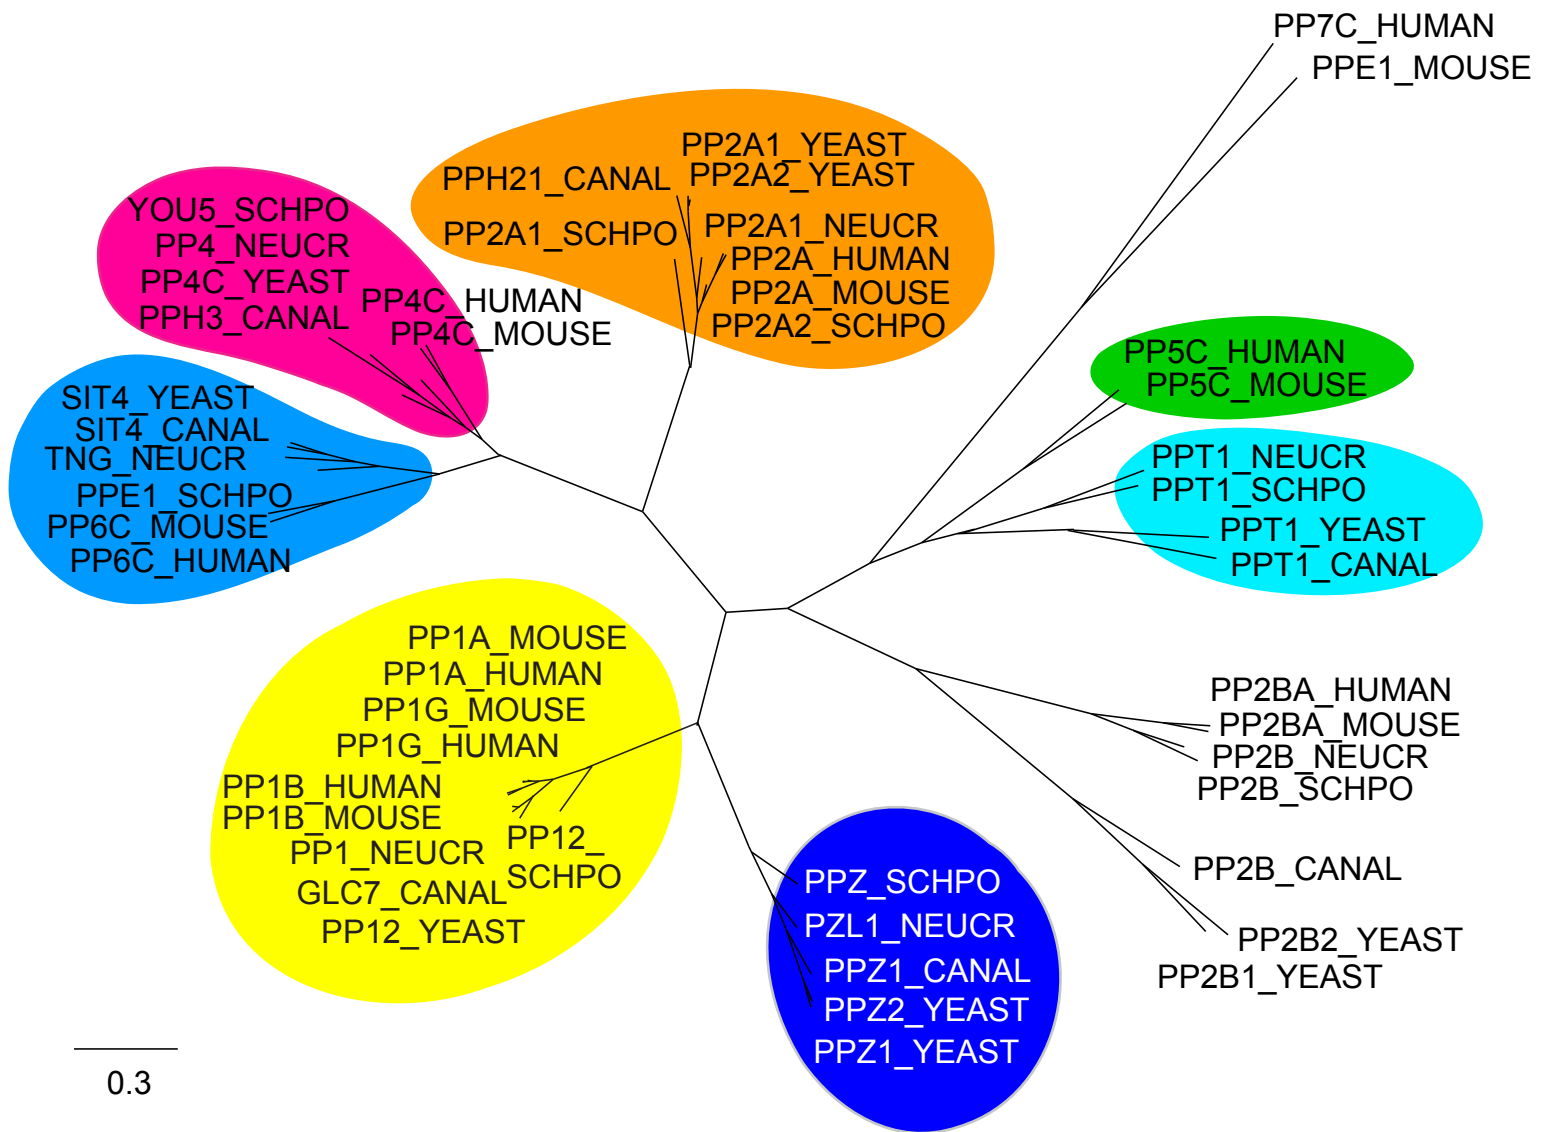 PP7C_HUMAN
PPE1_MOUSE
PP2A1_YEAST
PPH21_CANAL
PP2A2_YEAST
PP2A1_SCHPO
PP2A1_NEUCR
PP2A_HUMAN
PP2A_MOUSE
PP2A2_SCHPO
YOU5_SCHPO
PP4_NEUCR
PP4C_YEAST
PPH3_CANAL
PP4C_HUMAN
PP4C_MOUSE
PP5C_HUMAN
PP5C_MOUSE
SIT4_YEAST
SIT4_CANAL
TNG_NEUCR
PPE1_SCHPO
PP6C_MOUSE
PP6C_HUMAN
PPT1_NEUCR
PPT1_SCHPO
PPT1_YEAST
PPT1_CANAL
PP1A_MOUSE
PP1A_HUMAN
PP1G_MOUSE
PP1G_HUMAN
PP1B_HUMAN
PP1B_MOUSE
PP1_NEUCR
GLC7_CANAL
PP12_YEAST
PP12_
SCHPO
PP2BA_HUMAN
PP2BA_MOUSE
PP2B_NEUCR
PP2B_SCHPO
PP2B_CANAL
PP2B2_YEAST
PP2B1_YEAST
PPZ_SCHPO
PZL1_NEUCR
PPZ1_CANAL
PPZ2_YEAST
PPZ1_YEAST
0.3